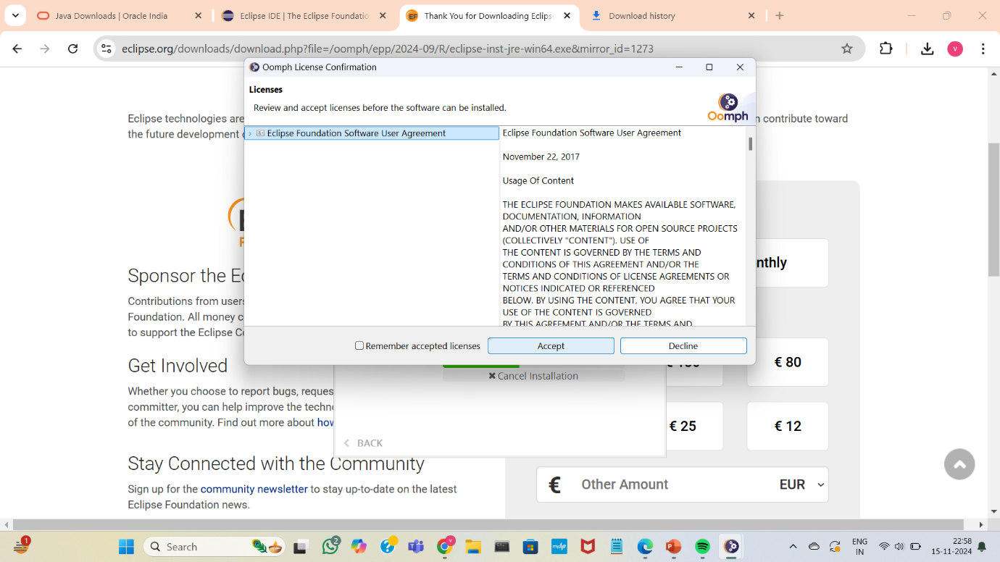 Java Downloads | Oracle India
Eclipse IDE | The Eclipse Foundatio
Thank You for Downloading Eclips
Download history
eclipse.org/downloads/download.php?file=/oomph/epp/2024-09/R/eclipse-inst-jre-win64.exe&mirror_id=1273
V
Oomph License Confirmation
Licenses
Review and accept licenses before the software can be installed.
Oomph
Eclipse technologies are
n contribute toward
the future development
Eclipse Foundation Software User Agreement
Eclipse Foundation Software User Agreement
November 22, 2017
Usage Of Content
THE ECLIPSE FOUNDATION MAKES AVAILABLE SOFTWARE,
DOCUMENTATION, INFORMATION
AND/OR OTHER MATERIALS FOR OPEN SOURCE PROJECTS
(COLLECTIVELY "CONTENT"). USE OF
THE CONTENT IS GOVERNED BY THE TERMS AND
CONDITIONS OF THIS AGREEMENT AND/OR THE
TERMS AND CONDITIONS OF LICENSE AGREEMENTS OR
NOTICES INDICATED OR REFERENCED
BELOW. BY USING THE CONTENT, YOU AGREE THAT YOUR
USE OF THE CONTENT IS GOVERNED
BY THIS AGREEMENT AND/OR THE TERMS AND
nthly
Sponsor the Ec
Contributions from users
Foundation. All money c
to support the Eclipse Co
Remember accepted licenses
Accept
Decline
Get Involved
€ 80
Cancel Installation
Whether you choose to report bugs, reques
committer, you can help improve the techn
of the community. Find out more about how
€ 25
€ 12
BACK
Stay Connected with the Community
Sign up for the community newsletter to stay up-to-date on the latest
Eclipse Foundation news.
€ Other Amount EUR
1
Search
2
V
ENG
IN
22:58
15-11-2024